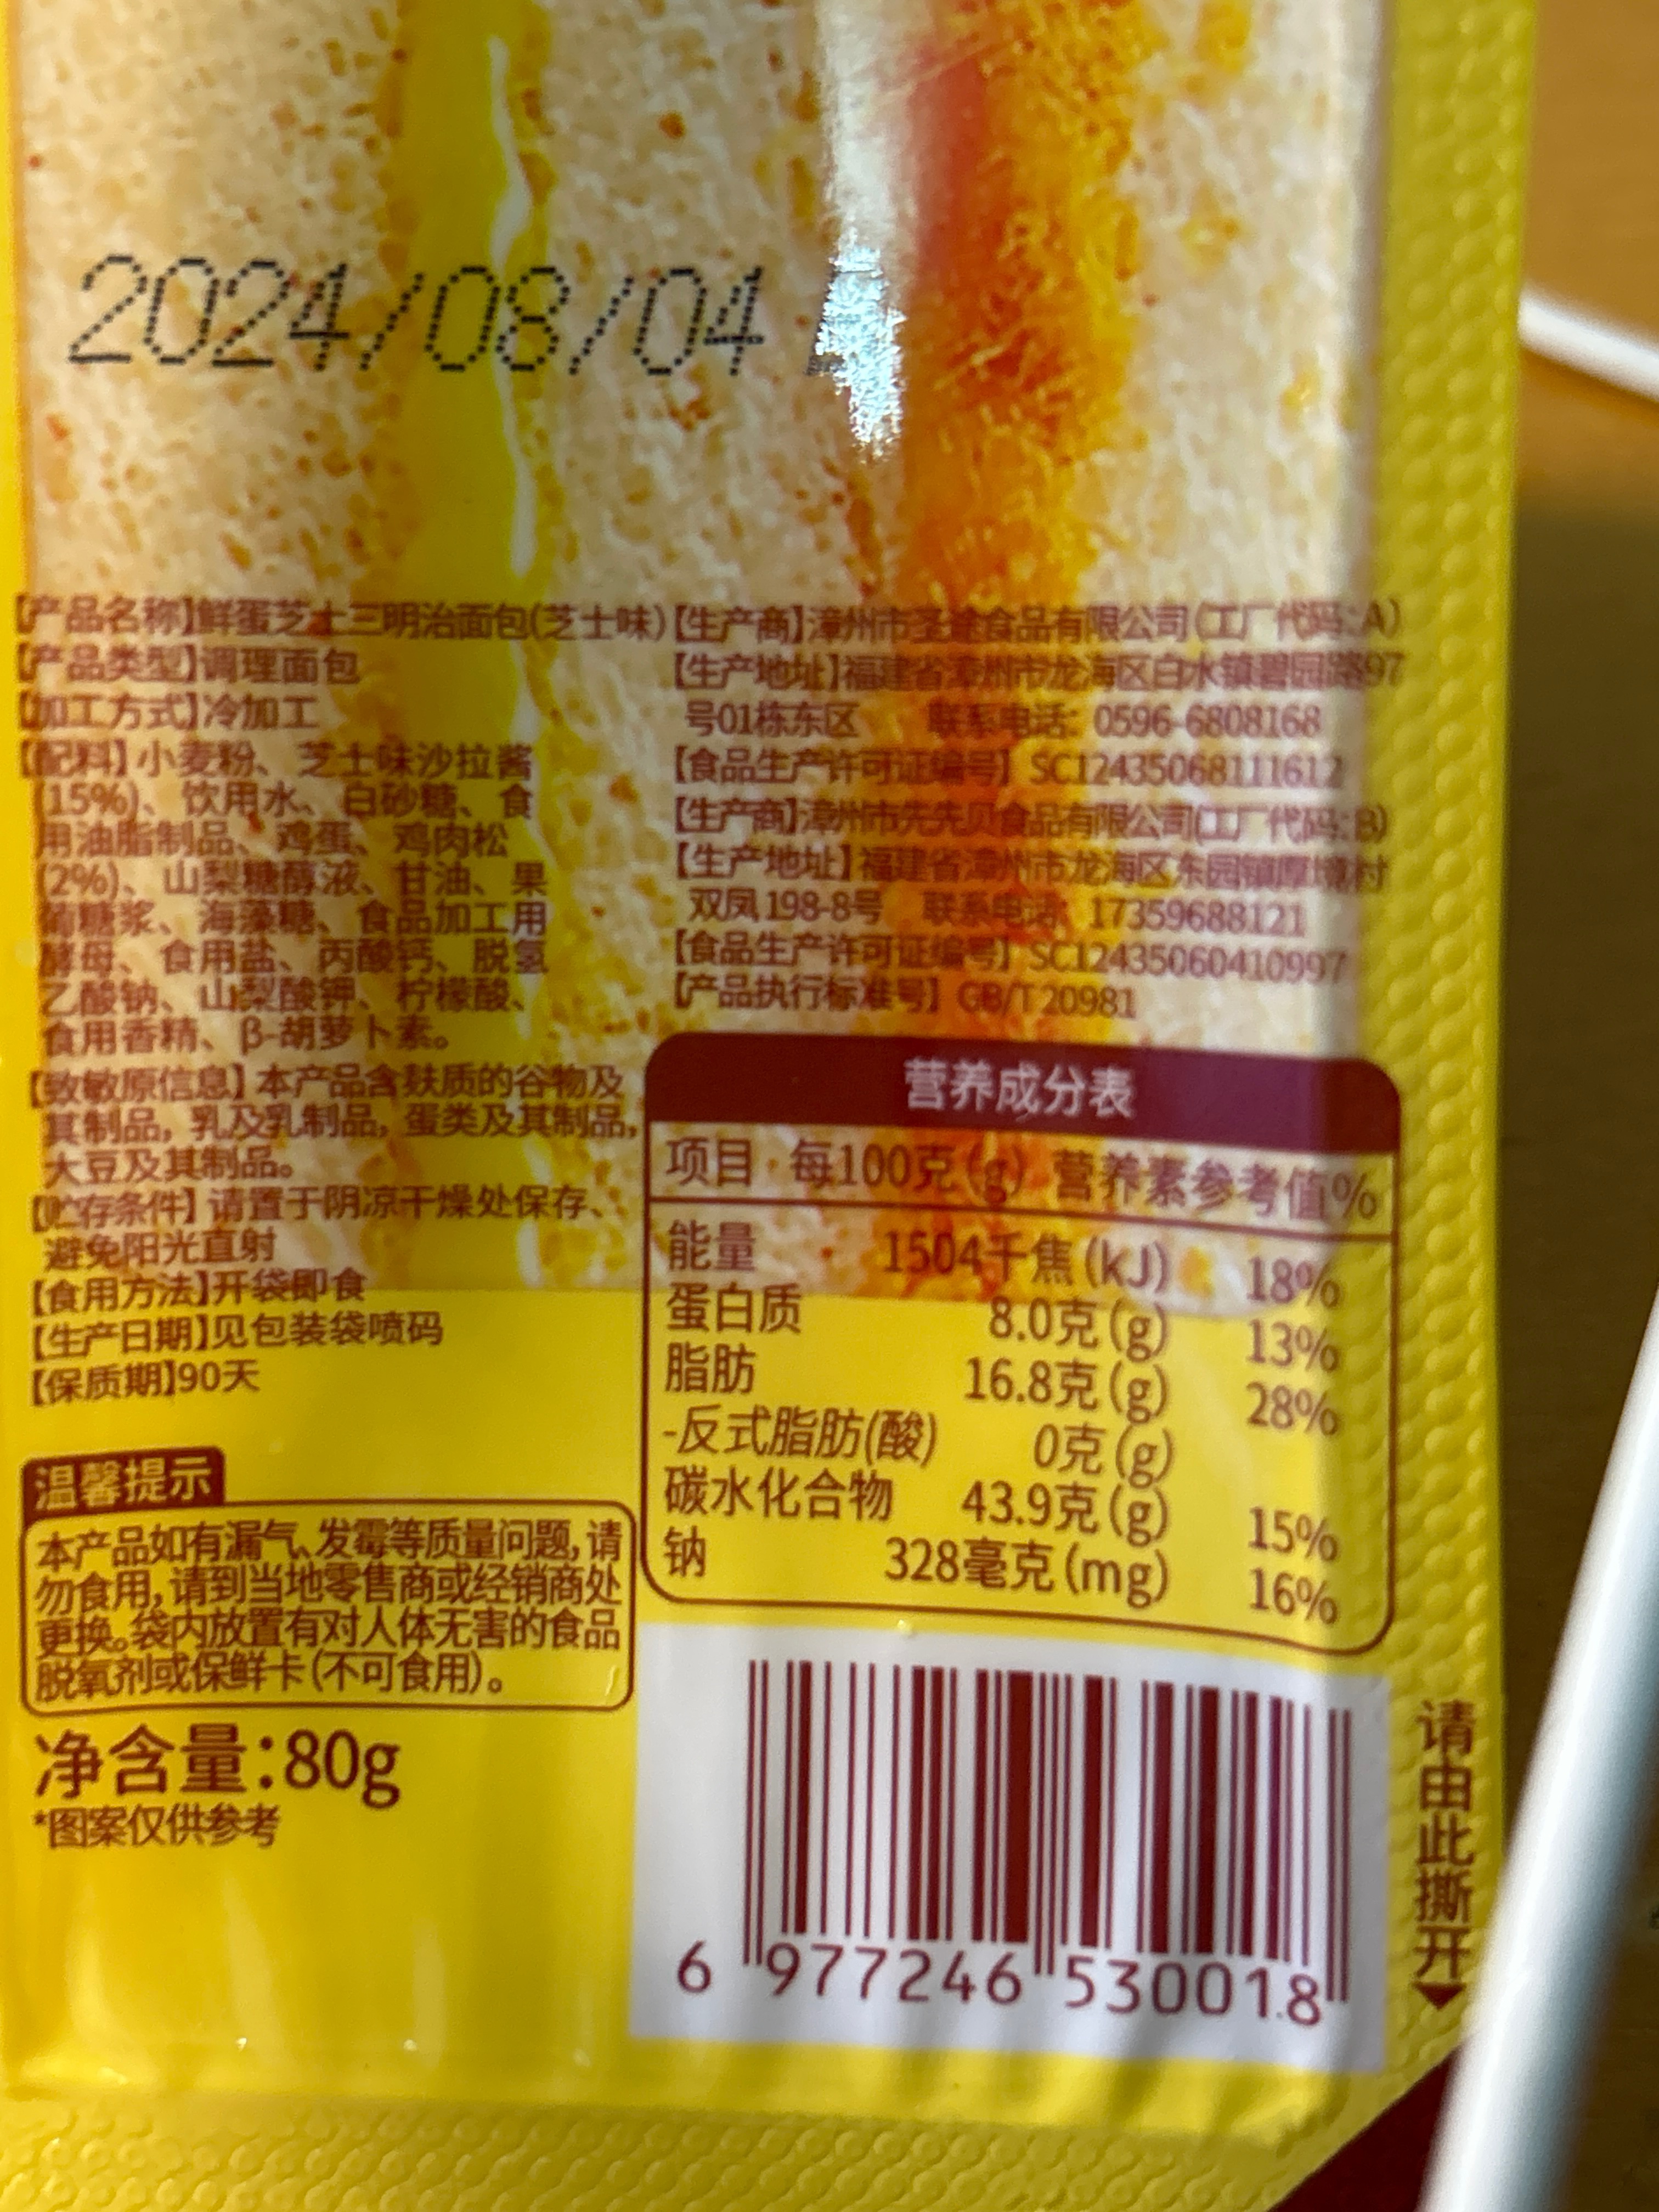 2024/08/04
【产品名称】鲜蛋芝士三明治面包(芝士味)
【产品类型】调理面包
【加工方式】冷加工
【配料】小麦粉、芝士味沙拉酱
(15%)、饮用水、白砂糖、食
用油脂制品、鸡蛋、鸡肉松
(2%)、山梨糖醇液、甘油、果
葡糖浆、海藻糖、食品加工用
酵母、食用盐、丙酸钙、脱氢
乙酸钠、山梨酸钾、柠檬酸、
食用香精、β-胡萝卜素。
【致敏原信息】本产品含麸质的谷物及
其制品, 乳及乳制品, 蛋类及其制品,
大豆及其制品。
【贮存条件】请置于阴凉干燥处保存、
避免阳光直射
【食用方法】开袋即食
【生产日期】见包装袋喷码
【保质期】90天
温馨提示
本产品如有漏气、发霉等质量问题, 请
勿食用, 请到当地零售商或经销商处
更换。袋内放置有对人体无害的食品
脱氧剂或保鲜卡(不可食用)。
净含量:80g
*图案仅供参考
【生产商】漳州市圣途食品有限公司(工厂代码: A)
【生产地址】福建省漳州市龙海区白水镇碧园路97
号01栋东区 联系电话: 0596-6808168
【食品生产许可证编号】SC12435068111612
【生产商】漳州市先先贝食品有限公司(工厂代码: B)
【生产地址】福建省漳州市龙海区东园镇厚境村
双凤198-8号 联系电话: 17359688121
【食品生产许可证编号】SC12435060410997
【产品执行标准号】GB/T20981
营养成分表
项目 每100克(g) 营养素参考值%
能量 1504千焦(kJ) 18%
蛋白质 8.0克(g) 13%
脂肪 16.8克(g) 28%
-反式脂肪(酸) 0克(g)
碳水化合物 43.9克(g) 15%
钠 328毫克(mg) 16%
6 977246 530018
请由此撕开